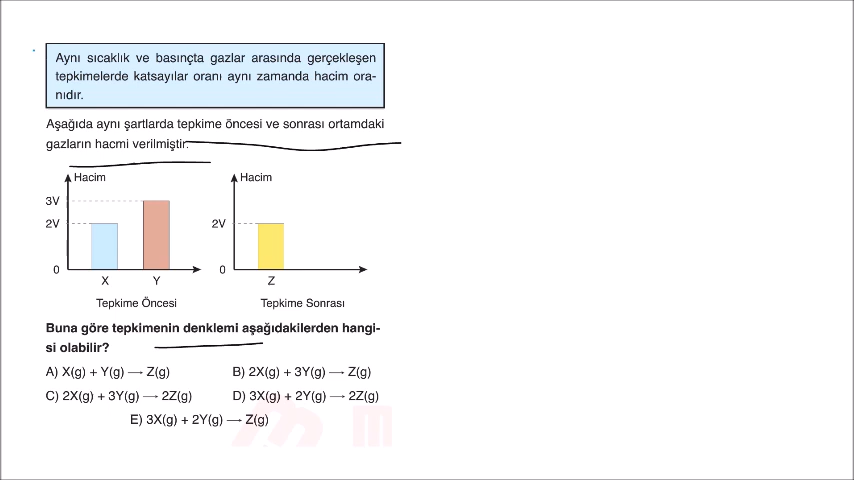 Aynı sıcaklık ve basınçta gazlar arasında gerçekleşen
tepkimelerde katsayılar oranı aynı zamanda hacim ora-
nıdır.
Aşağıda aynı şartlarda tepkime öncesi ve sonrası ortamdaki
gazların hacmi verilmiştir.
Hacim
3V
2V
0
X Y
Tepkime Öncesi
Hacim
2V
0
Z
Tepkime Sonrası
Buna göre tepkimenin denklemi aşağıdakilerden hangi-
si olabilir?
A) X(g) + Y(g) → Z(g) B) 2X(g) + 3Y(g) → Z(g)
C) 2X(g) + 3Y(g) → 2Z(g) D) 3X(g) + 2Y(g) → 2Z(g)
E) 3X(g) + 2Y(g) → Z(g)